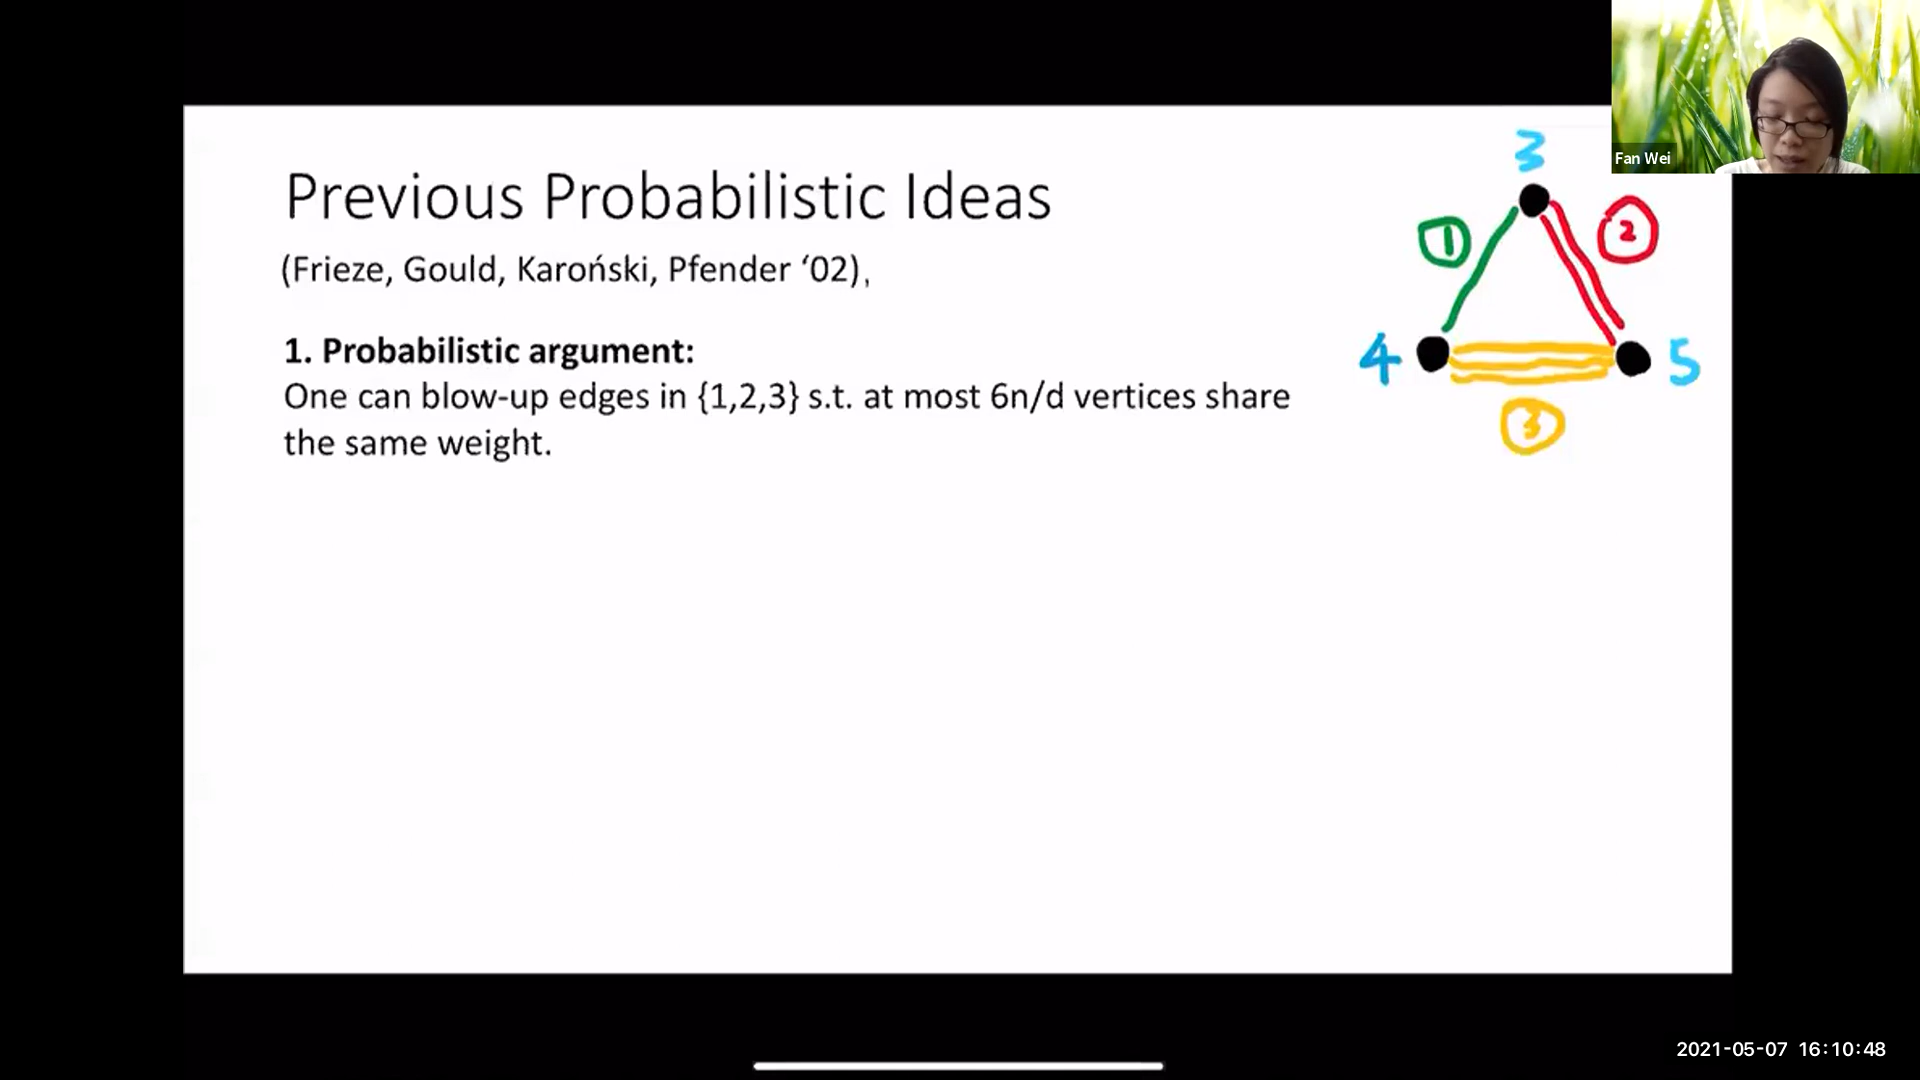 Previous Probabilistic Ideas
(Frieze, Gould, Karoński, Pfender ‘02),
1. Probabilistic argument:
One can blow-up edges in {1,2,3} s.t. at most 6n/d vertices share
the same weight.
3
1
2
4
5
3
Fan Wei
2021-05-07 16:10:48